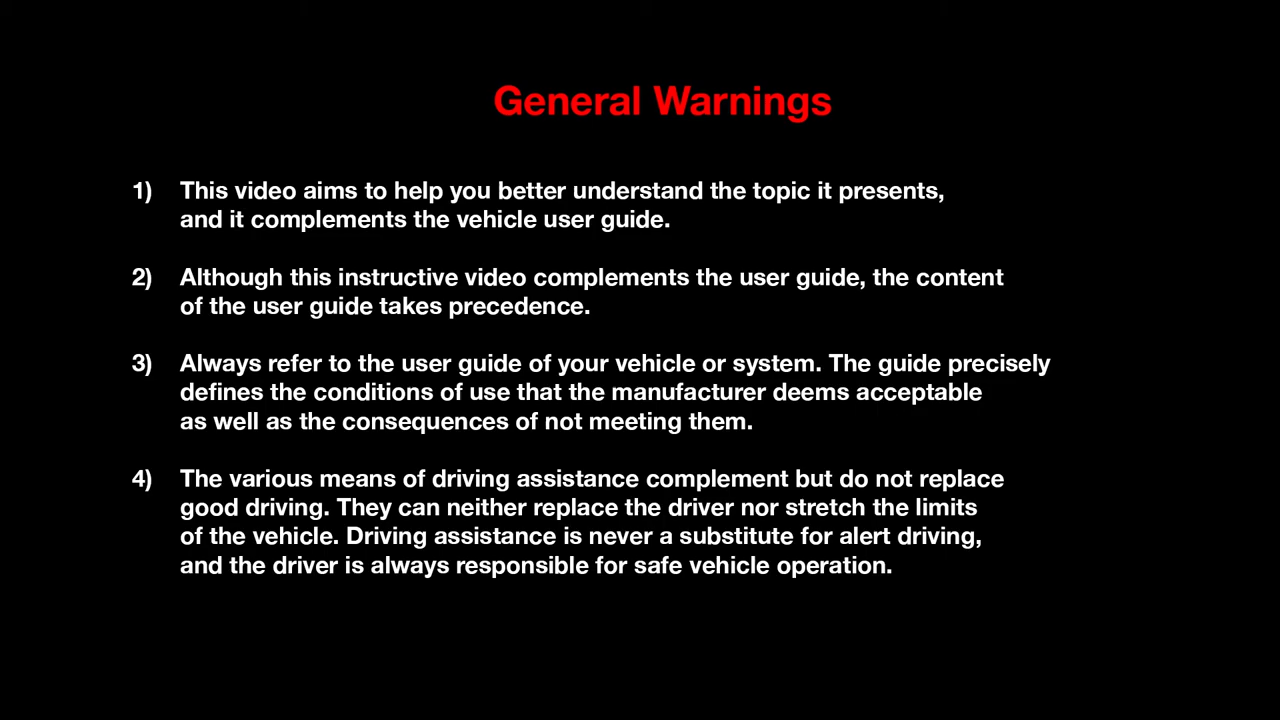 General Warnings
1) This video aims to help you better understand the topic it presents,
and it complements the vehicle user guide.
2) Although this instructive video complements the user guide, the content
of the user guide takes precedence.
3) Always refer to the user guide of your vehicle or system. The guide precisely
defines the conditions of use that the manufacturer deems acceptable
as well as the consequences of not meeting them.
4) The various means of driving assistance complement but do not replace
good driving. They can neither replace the driver nor stretch the limits
of the vehicle. Driving assistance is never a substitute for alert driving,
and the driver is always responsible for safe vehicle operation.